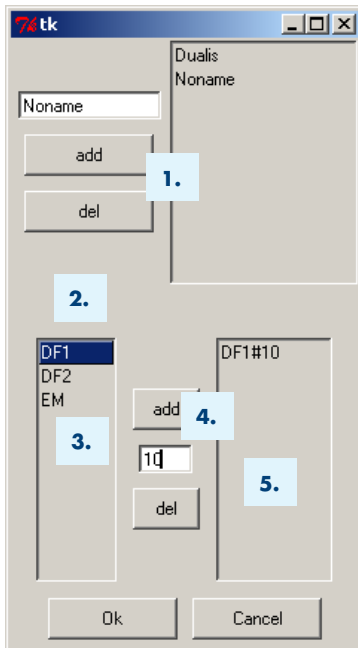 tk
Dualis
Noname
Noname
add
1.
del
2.
DF1
DF2
EM
3.
add
4.
10
del
DF1#10
5.
Ok
Cancel